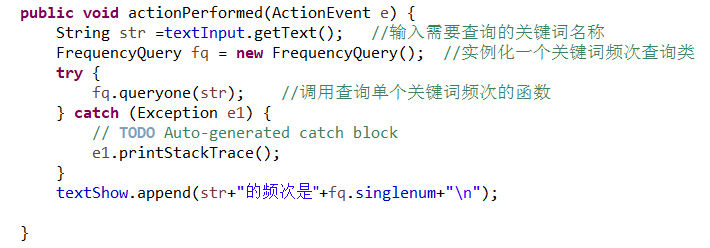 public void actionPerformed(ActionEvent e) {
String str =textInput.getText();   //输入需要查询的关键词名称
FrequencyQuery fq = new FrequencyQuery();  //实例化一个关键词频次查询类
try {
fq.queryone(str);    //调用查询单个关键词频次的函数
} catch (Exception e1) {
// TODO Auto-generated catch block
e1.printStackTrace();
}
textShow.append(str+"的频次是"+fq.singlenum+"\n");
}